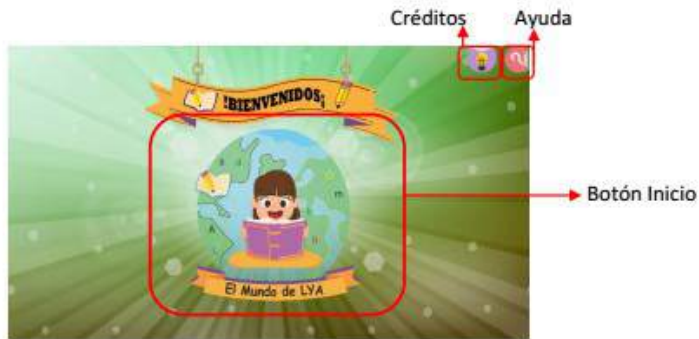 Créditos Ayuda
!BIENVENIDOS¡
Botón Inicio
El Mundo de LYA